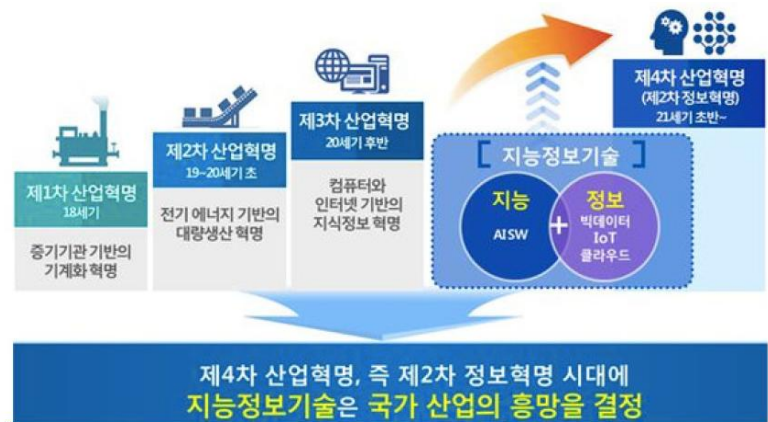 제1차 산업혁명
18세기
증기기관 기반의
기계화 혁명
제2차 산업혁명
19~20세기 초
전기 에너지 기반의
대량생산 혁명
제3차 산업혁명
20세기 후반
컴퓨터와
인터넷 기반의
지식정보 혁명
[ 지능정보기술 ]
지능
AISW
+
정보
빅데이터
IoT
클라우드
제4차 산업혁명
(제2차 정보혁명)
21세기 초반~
제4차 산업혁명, 즉 제2차 정보혁명 시대에
지능정보기술은 국가 산업의 흥망을 결정